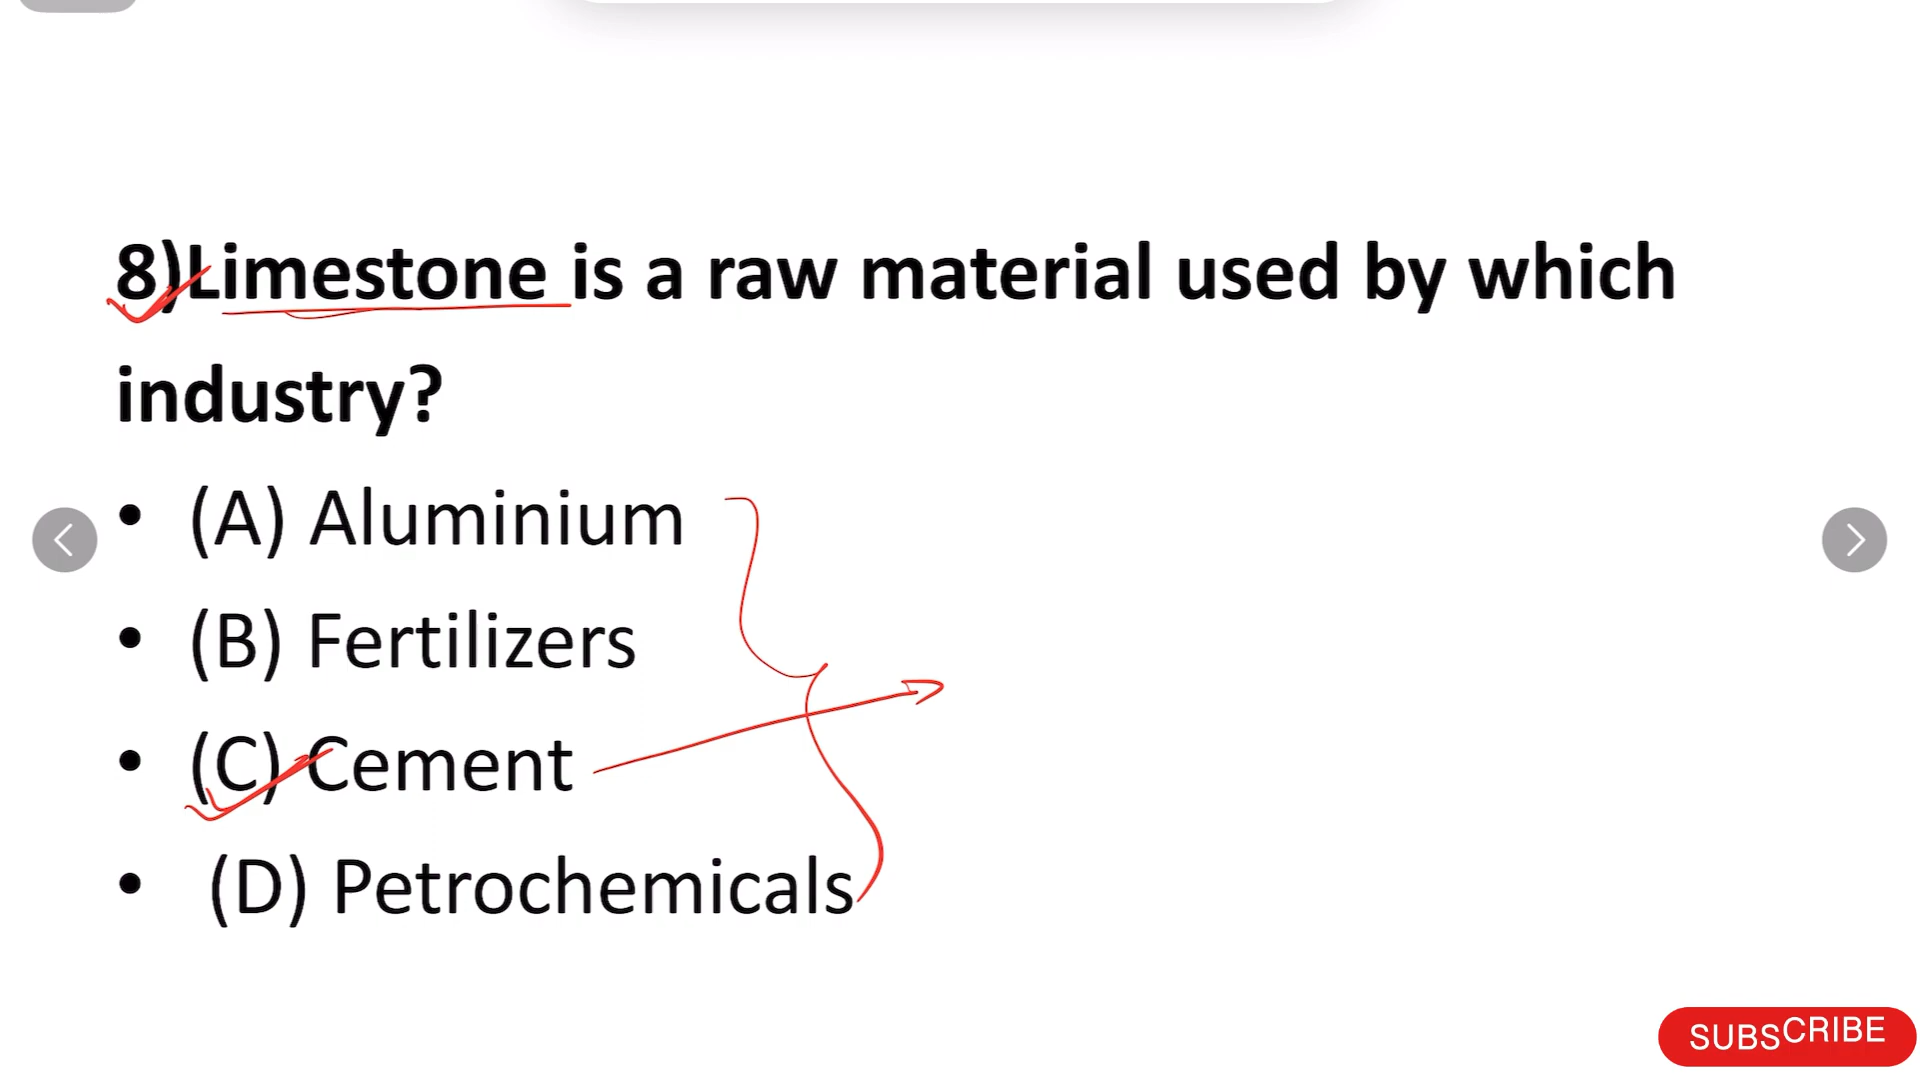 8)Limestone is a raw material used by which
industry?
• (A) Aluminium
• (B) Fertilizers
• (C) Cement
• (D) Petrochemicals
SUBSCRIBE